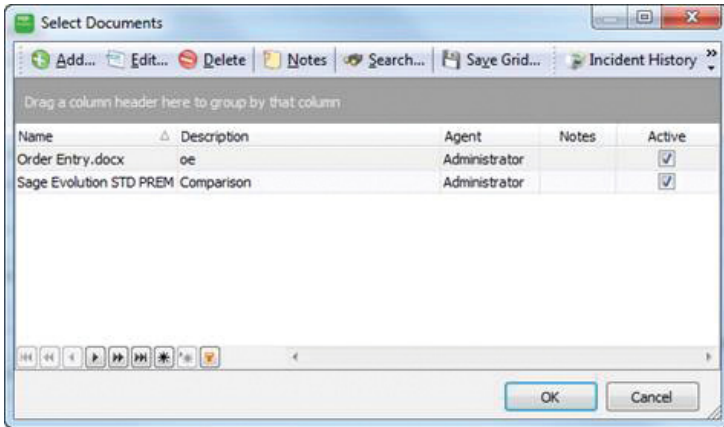 Select Documents
Add... Edit... Delete Notes Search... Save Grid... Incident History
Drag a column header here to group by that column
Name Description Agent Notes Active
Order Entry.docx oe Administrator
Sage Evolution STD PREM Comparison Administrator
OK Cancel